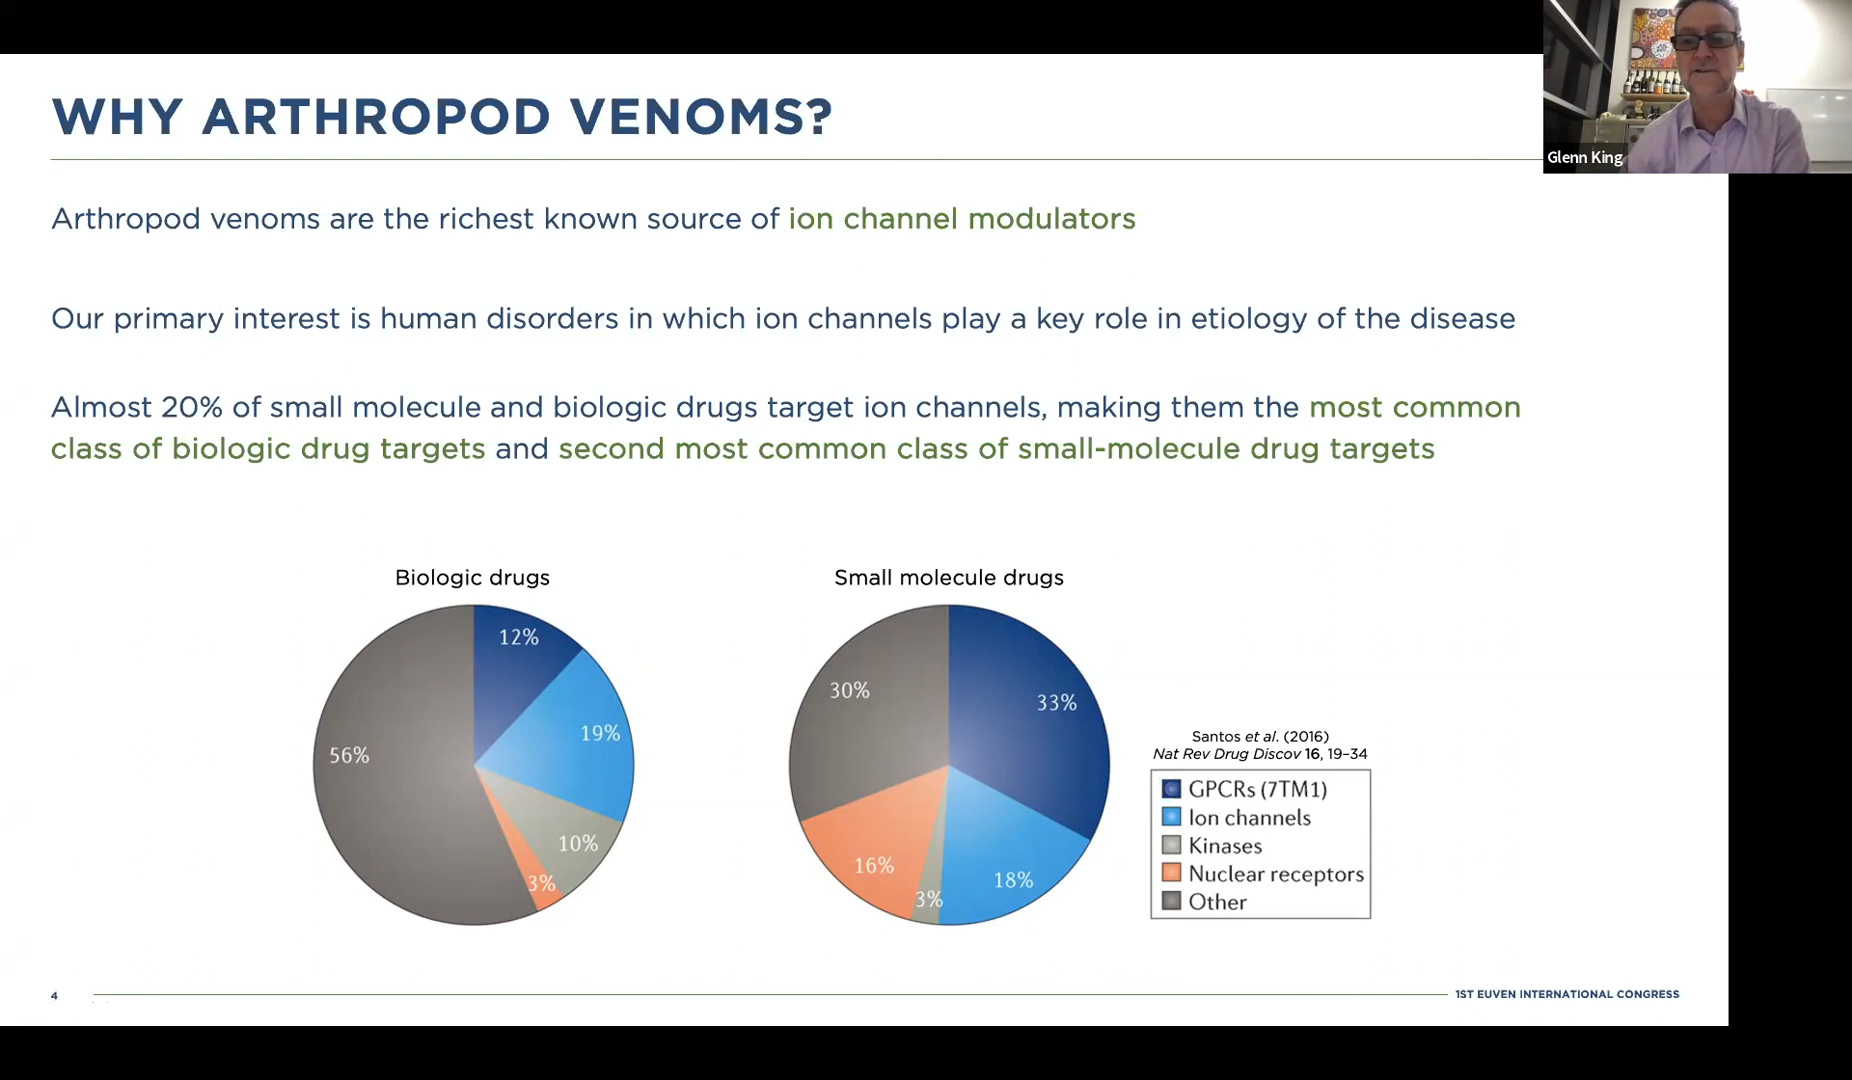 WHY ARTHROPOD VENOMS?
Glenn King
Arthropod venoms are the richest known source of ion channel modulators
Our primary interest is human disorders in which ion channels play a key role in etiology of the disease
Almost 20% of small molecule and biologic drugs target ion channels, making them the most common
class of biologic drug targets and second most common class of small-molecule drug targets
Biologic drugs
12%
19%
10%
3%
56%
Small molecule drugs
33%
18%
3%
16%
30%
Santos et al. (2016)
Nat Rev Drug Discov 16, 19–34
GPCRs (7TM1)
Ion channels
Kinases
Nuclear receptors
Other
4
1ST EUVEN INTERNATIONAL CONGRESS